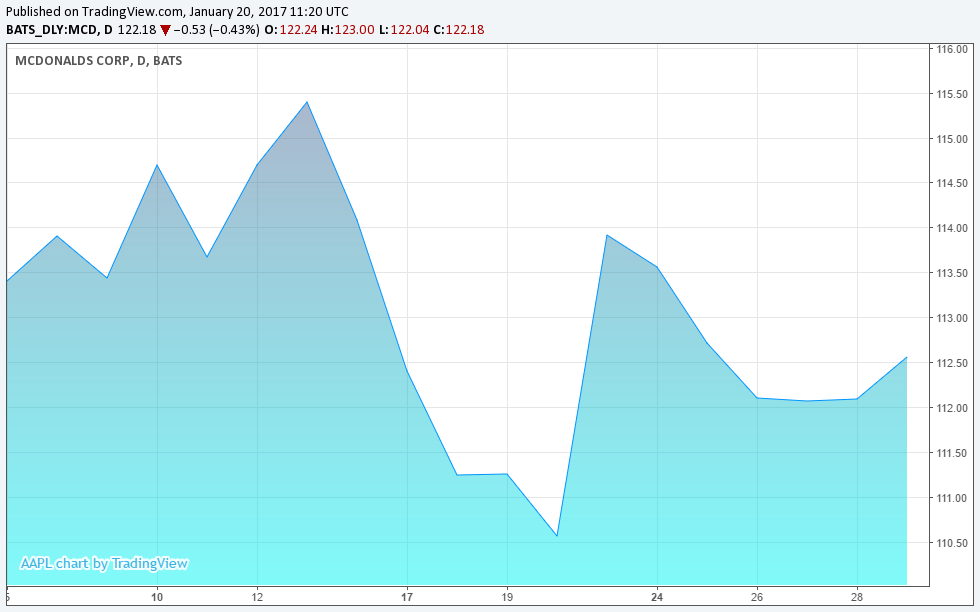 Published on TradingView.com, January 20, 2017 11:20 UTC
BATS_DLY:MCD, D 122.18 ▼ −0.53 (−0.43%) O:122.24 H:123.00 L:122.04 C:122.18
MCDONALDS CORP, D, BATS
116.00
115.50
115.00
114.50
114.00
113.50
113.00
112.50
112.00
111.50
111.00
110.50
AAPL chart by TradingView
10 12 17 19 24 26 28